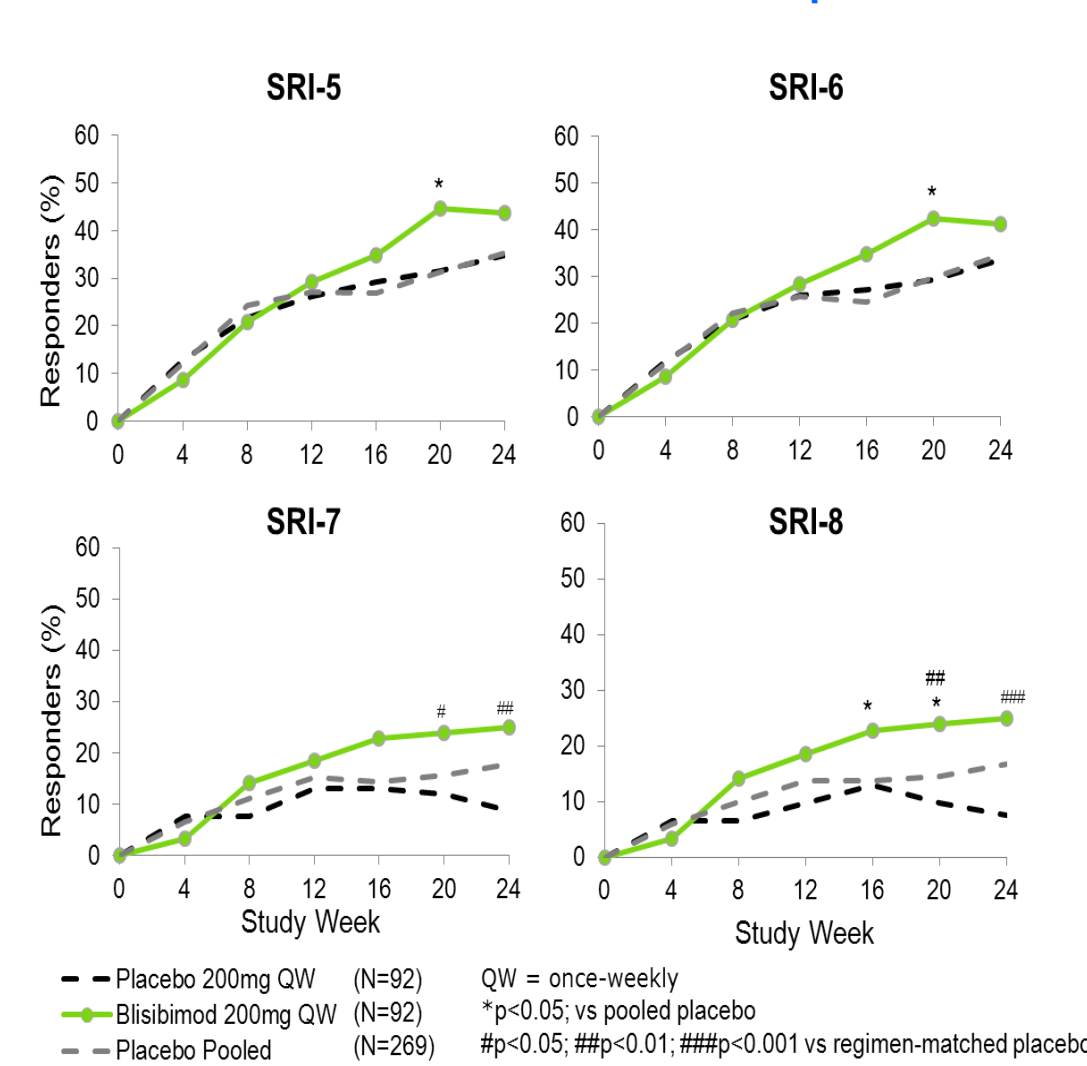 SRI-5
SRI-6
60
50
40
30
20
10
0
Responders (%)
*
0 4 8 12 16 20 24
60
50
40
30
20
10
0
*
0 4 8 12 16 20 24
SRI-7
SRI-8
60
50
40
30
20
10
0
Responders (%)
# ##
0 4 8 12 16 20 24
Study Week
60
50
40
30
20
10
0
##
* * ###
0 4 8 12 16 20 24
Study Week
Placebo 200mg QW (N=92)
Blisibimod 200mg QW (N=92)
Placebo Pooled (N=269)
QW = once-weekly
*p<0.05; vs pooled placebo
#p<0.05; ##p<0.01; ###p<0.001 vs regimen-matched placebo